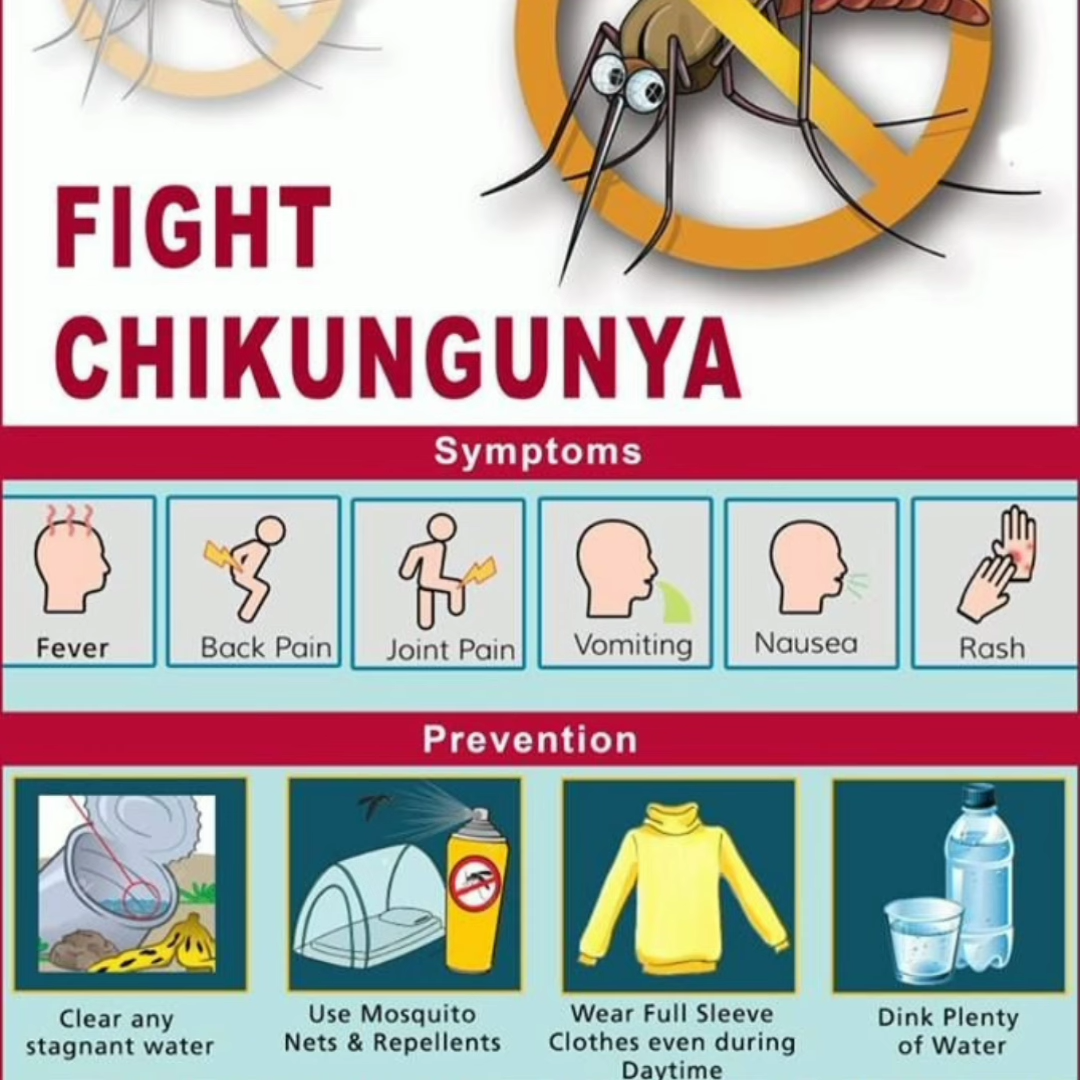 FIGHT
CHIKUNGUNYA
Symptoms
Fever
Back Pain
Joint Pain
Vomiting
Nausea
Rash
Prevention
Clear any
stagnant water
Use Mosquito
Nets & Repellents
Wear Full Sleeve
Clothes even during
Daytime
Dink Plenty
of Water